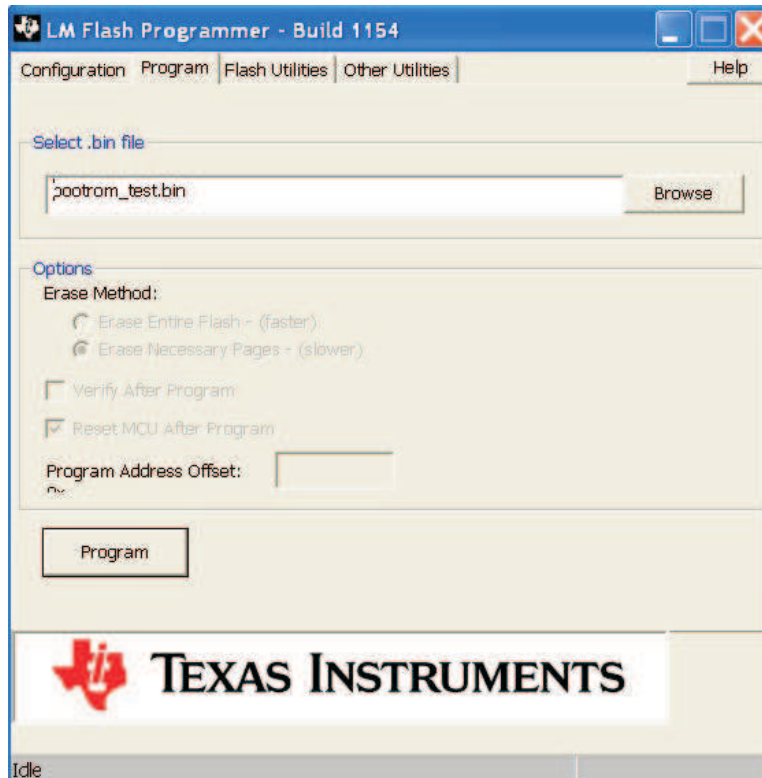 LM Flash Programmer - Build 1154
Configuration Program Flash Utilities Other Utilities Help
Select .bin file
bootrom_test.bin Browse
Options
Erase Method:
Erase Entire Flash - (faster)
Erase Necessary Pages - (slower)
Verify After Program
Reset MCU After Program
Program Address Offset:
0x
Program
TEXAS INSTRUMENTS
Idle